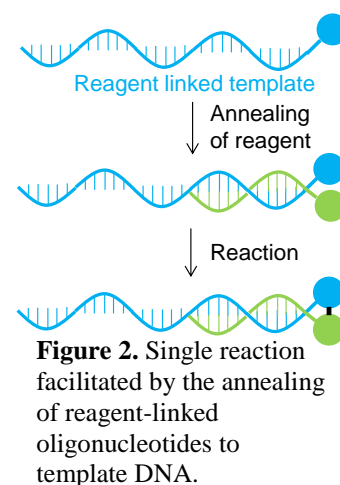 Reagent linked template
Annealing
of reagent
Reaction
Figure 2. Single reaction
facilitated by the annealing
of reagent-linked
oligonucleotides to
template DNA.